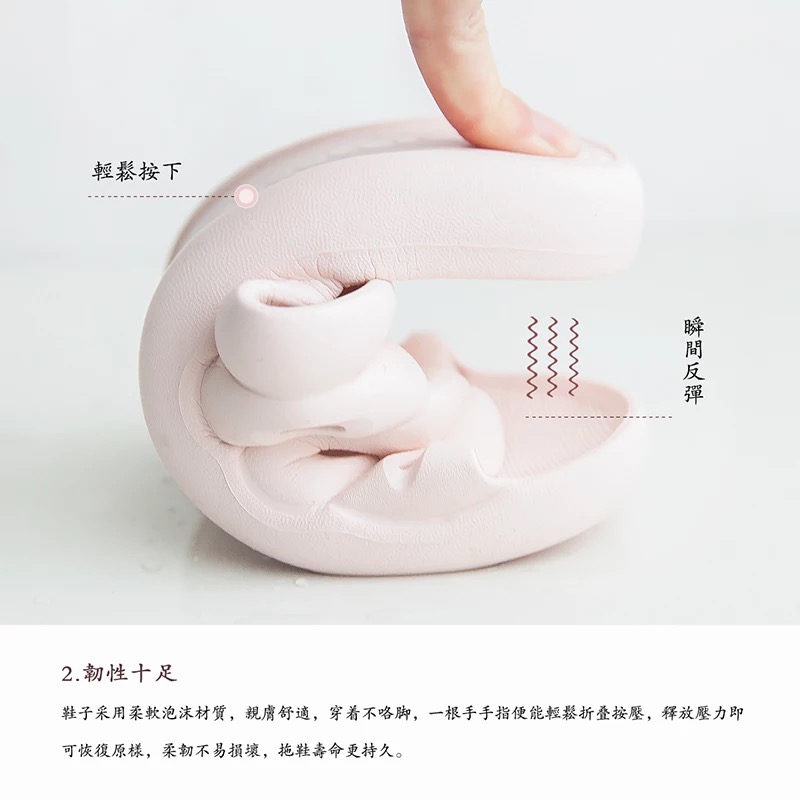 輕鬆按下
瞬間反彈
2.韌性十足
鞋子采用柔軟泡沫材質，親膚舒適，穿着不咯脚，一根手手指便能輕鬆折叠按壓，釋放壓力即
可恢復原樣，柔韌不易損壞，拖鞋壽命更持久。